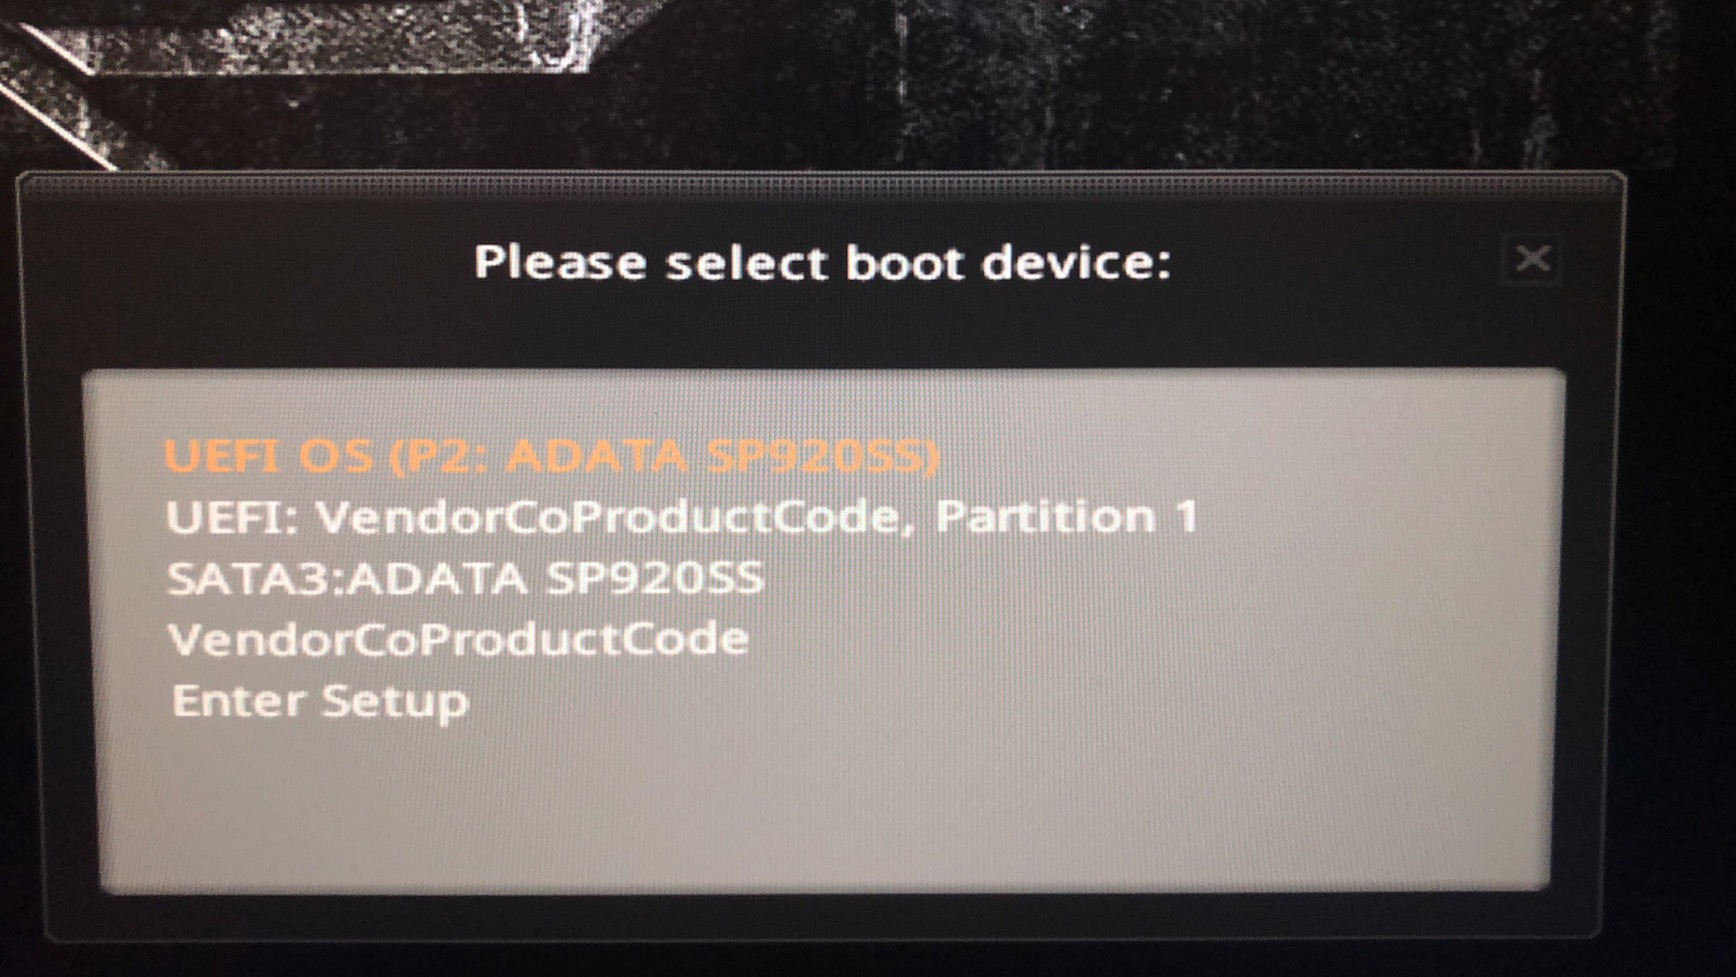 Please select boot device:
UEFI OS (P2: ADATA SP920SS)
UEFI: VendorCoProductCode, Partition 1
SATA3:ADATA SP920SS
VendorCoProductCode
Enter Setup